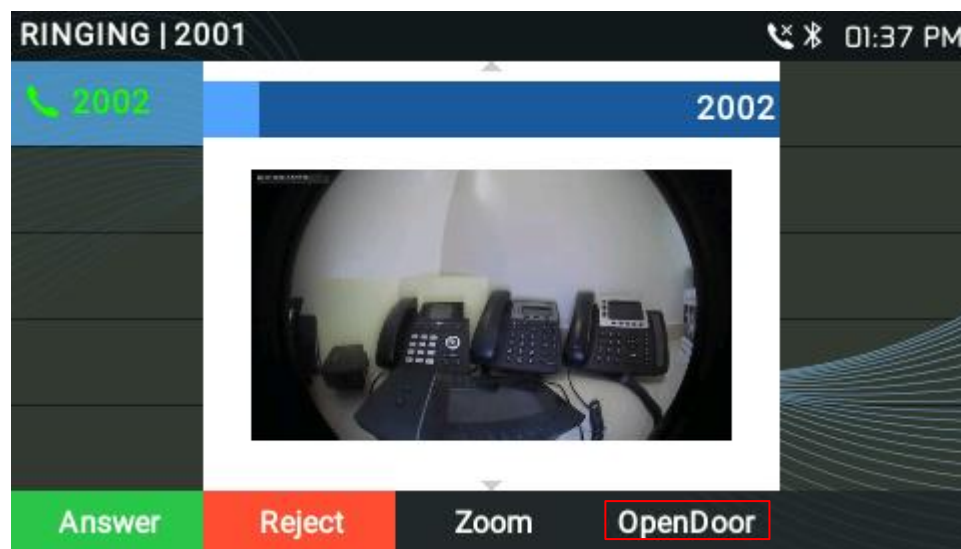 RINGING | 2001
01:37 PM
2002
2002
Answer
Reject
Zoom
OpenDoor